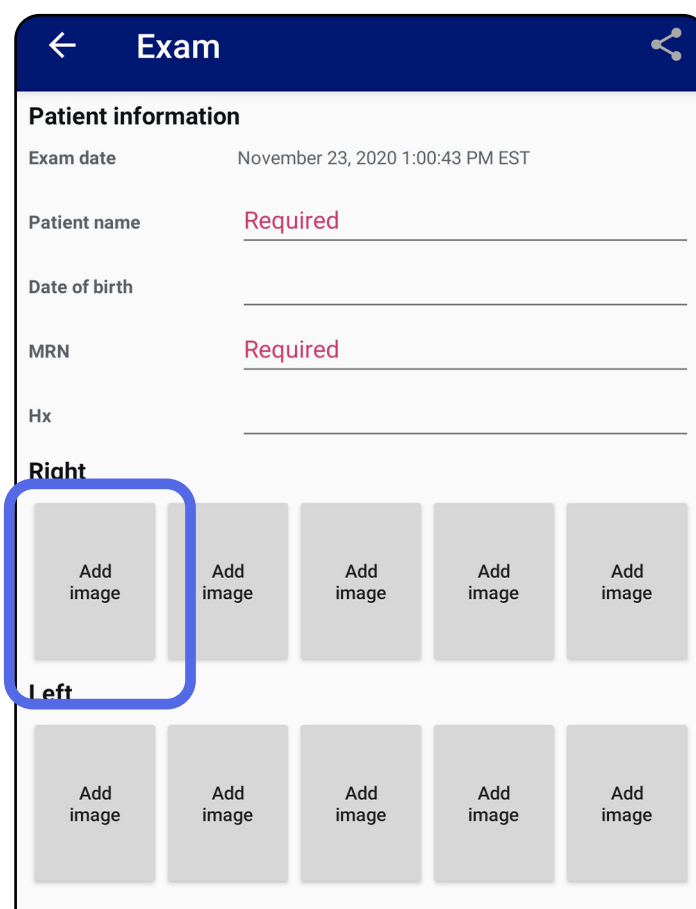 Exam
Patient information
Exam date November 23, 2020 1:00:43 PM EST
Patient name Required
Date of birth
MRN Required
Hx
Right
Add Add Add Add Add
image image image image image
Left
Add Add Add Add Add
image image image image image